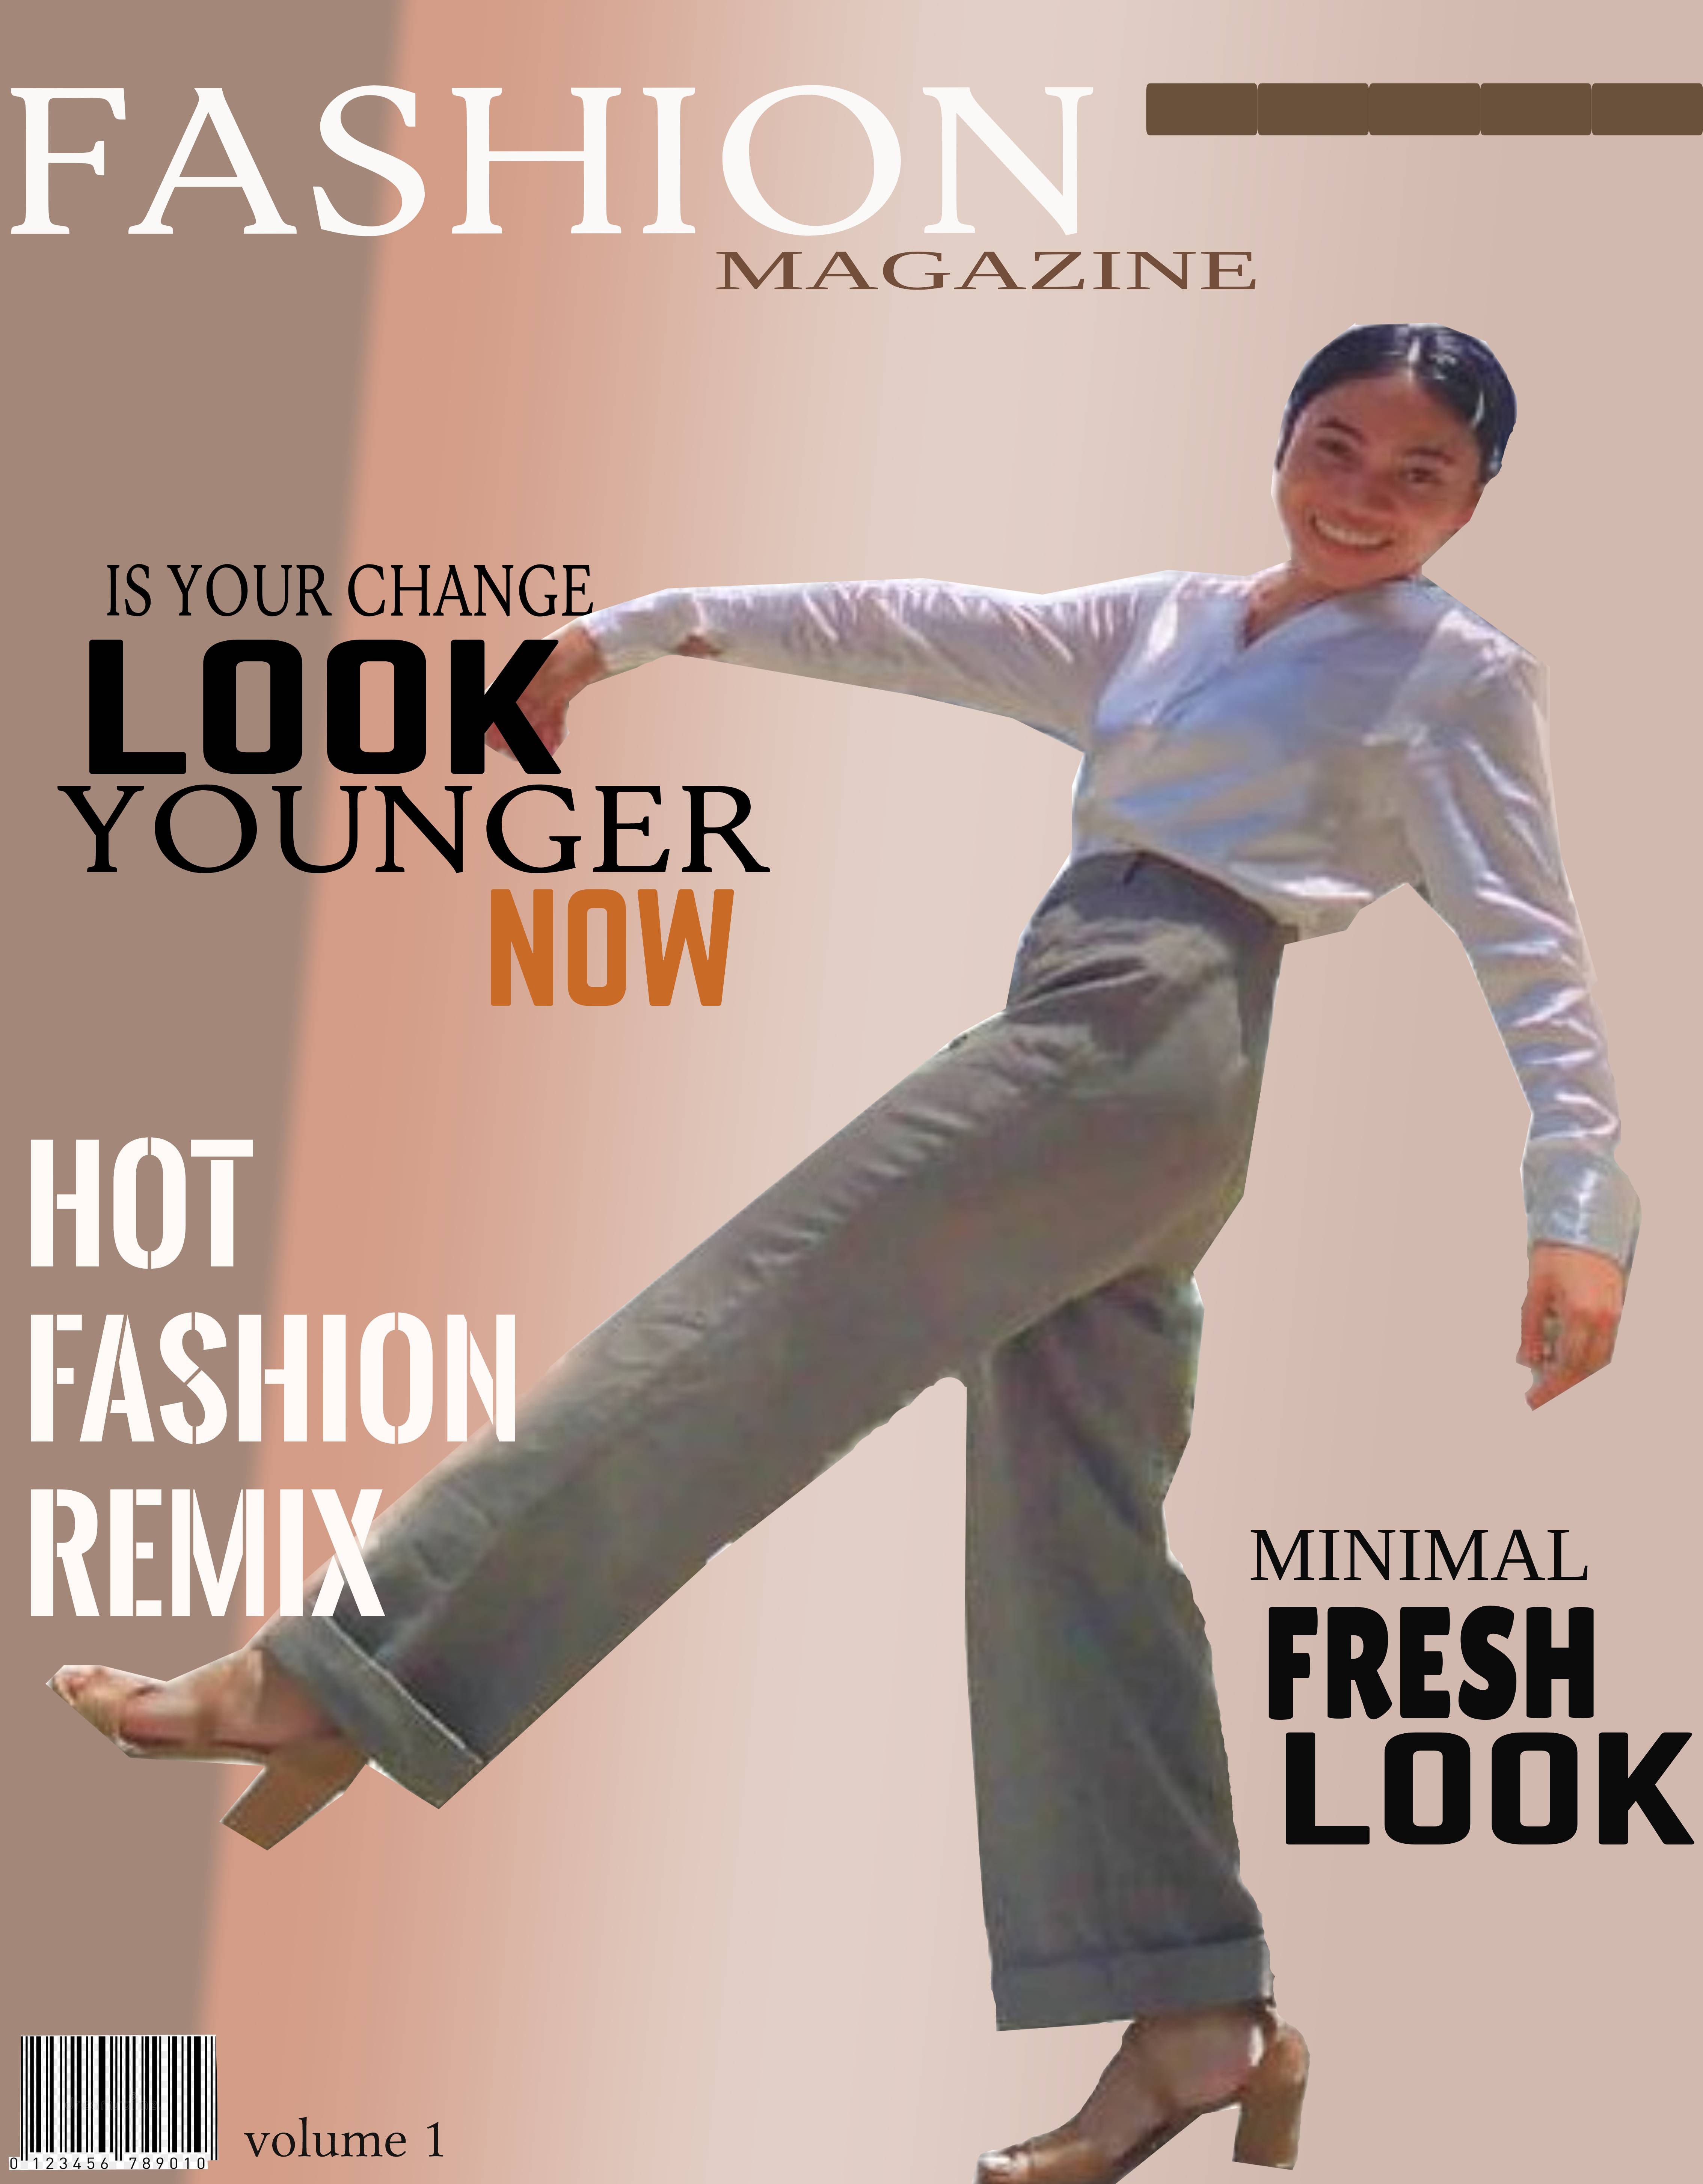 FASHION
MAGAZINE
IS YOUR CHANGE
LOOK
YOUNGER
NOW
HOT
FASHION
REMIX
MINIMAL
FRESH
LOOK
0 123456 789010
volume 1